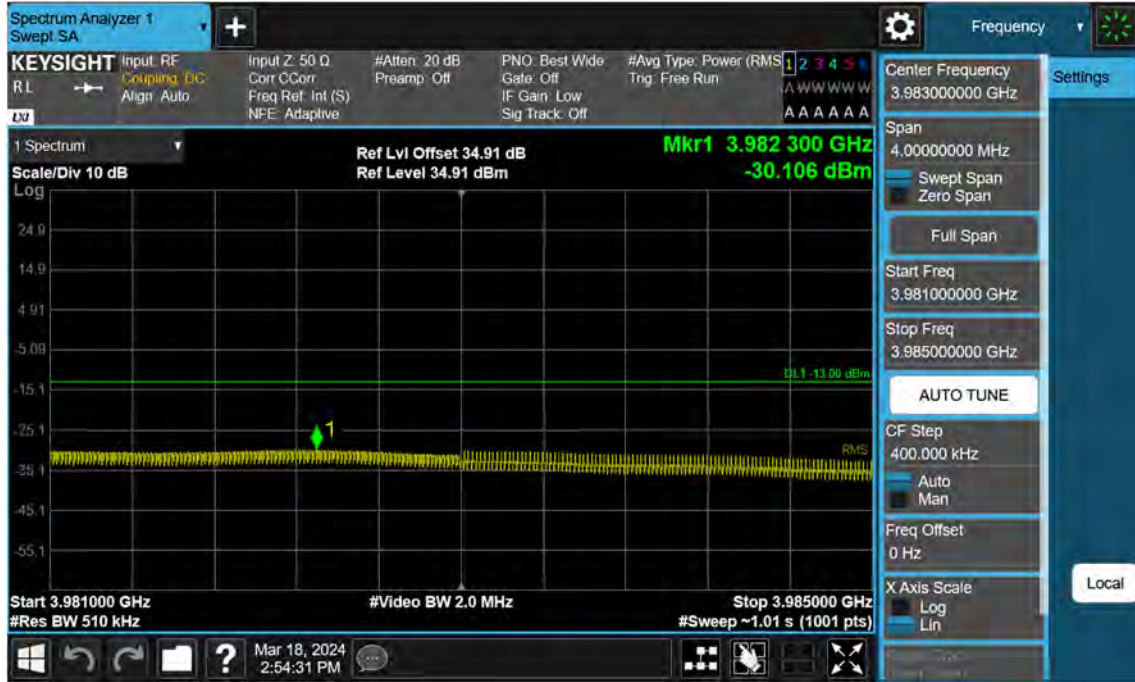 Spectrum Analyzer 1
Swept SA
+
Frequency
KEYSIGHT
RL
LXI
Input: RF
Coupling: DC
Align: Auto
Input Z: 50 Ω
Corr CCorr
Freq Ref: Int (S)
NFE: Adaptive
#Atten: 20 dB
Preamp: Off
PNO: Best Wide
Gate: Off
IF Gain: Low
Sig Track: Off
#Avg Type: Power (RMS
Trig: Free Run
1 2 3 4 5 6
A W W W W W
A A A A A A
1 Spectrum
Scale/Div 10 dB
Log
Ref Lvl Offset 34.91 dB
Ref Level 34.91 dBm
Mkr1 3.982 300 GHz
-30.106 dBm
24.9
14.9
4.91
-5.09
-15.1
-25.1
-35.1
-45.1
-55.1
DL1 -13.00 dBm
1
RMS
Start 3.981000 GHz
#Res BW 510 kHz
#Video BW 2.0 MHz
Stop 3.985000 GHz
#Sweep ~1.01 s (1001 pts)
?
Mar 18, 2024
2:54:31 PM
Center Frequency
3.983000000 GHz
Span
4.00000000 MHz
Swept Span
Zero Span
Full Span
Start Freq
3.981000000 GHz
Stop Freq
3.985000000 GHz
AUTO TUNE
CF Step
400.000 kHz
Auto
Man
Freq Offset
0 Hz
X Axis Scale
Log
Lin
Settings
Local